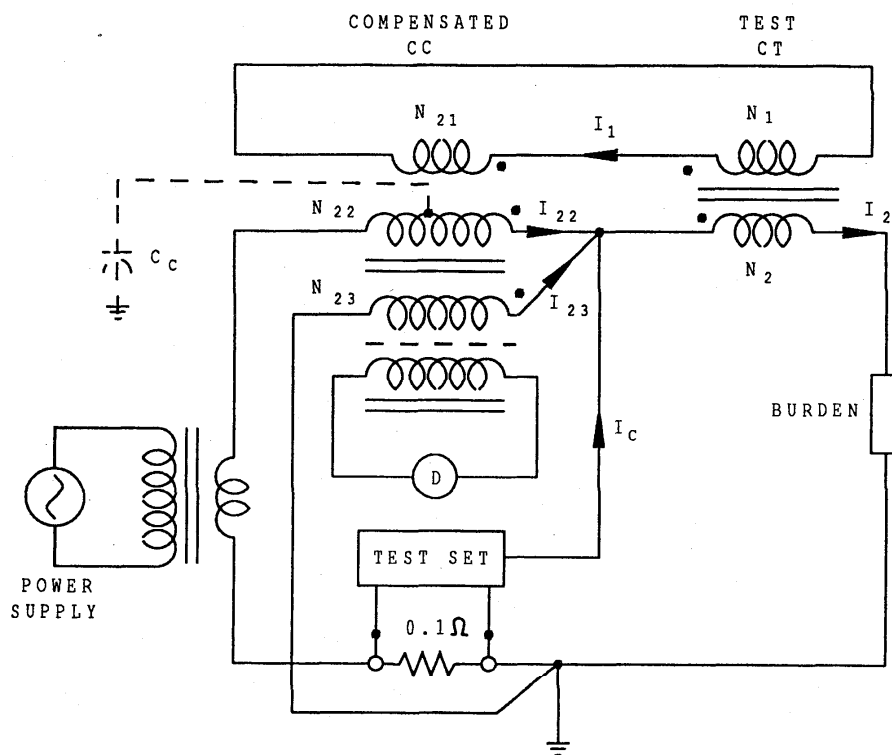 COMPENSATED
CC
TEST
CT
N21
N1
I1
N22
I22
I2
CC
N23
I23
N2
BURDEN
IC
D
TEST SET
POWER
SUPPLY
0.1Ω